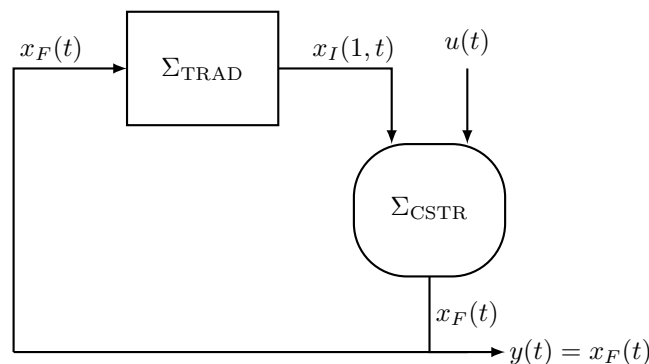 x_F(t)
Σ_TRAD
x_I(1, t)
u(t)
Σ_CSTR
x_F(t)
y(t) = x_F(t)